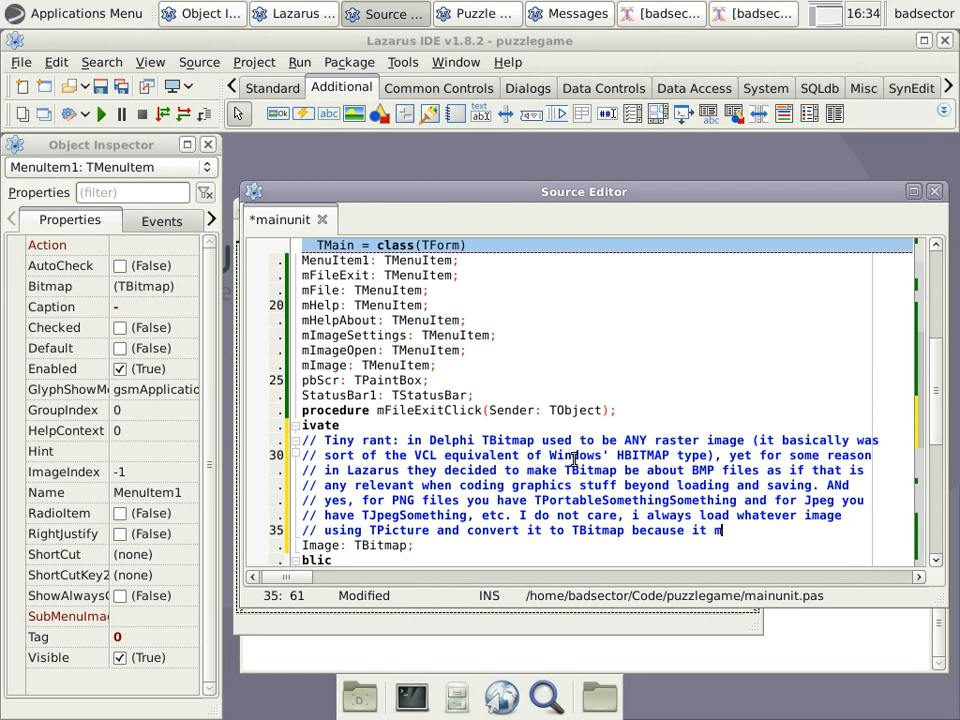 Applications Menu
Object I...
Lazarus ...
Source ...
Puzzle ...
Messages
[badsec...
[badsec...
16:34
badsector
Lazarus IDE v1.8.2 - puzzlegame
File Edit Search View Source Project Run Package Tools Window Help
Standard Additional Common Controls Dialogs Data Controls Data Access System SQLdb Misc SynEdit
Ok abc
text abc
Object Inspector
MenuItem1: TMenuItem
Properties (filter)
Properties Events
Action
AutoCheck (False)
Bitmap (TBitmap)
Caption -
Checked (False)
Default (False)
Enabled (True)
GlyphShowMo gsmApplicatio
GroupIndex 0
HelpContext 0
Hint
ImageIndex -1
Name MenuItem1
RadioItem (False)
RightJustify (False)
ShortCut (None)
ShortCutKey2 (None)
ShowAlways (False)
SubMenuImag
Tag 0
Visible (True)
Source Editor
*mainunit
TMain = class(TForm)
MenuItem1: TMenuItem;
mFileExit: TMenuItem;
mFile: TMenuItem;
20 mHelp: TMenuItem;
mHelpAbout: TMenuItem;
mImageSettings: TMenuItem;
mImageOpen: TMenuItem;
mImage: TMenuItem;
25 pbScr: TPaintBox;
StatusBar1: TStatusBar;
procedure mFileExitClick(Sender: TObject);
ivate
// Tiny rant: in Delphi TBitmap used to be ANY raster image (it basically was
30 // sort of the VCL equivalent of Windows' HBITMAP type), yet for some reason
// in Lazarus they decided to make TBitmap be about BMP files as if that is
// any relevant when coding graphics stuff beyond loading and saving. ANd
// yes, for PNG files you have TPortableSomethingSomething and for Jpeg you
// have TJpegSomething, etc. I do not care, i always load whatever image
35 // using TPicture and convert it to TBitmap because it m
Image: TBitmap;
blic
35: 61 Modified INS /home/badsector/Code/puzzlegame/mainunit.pas